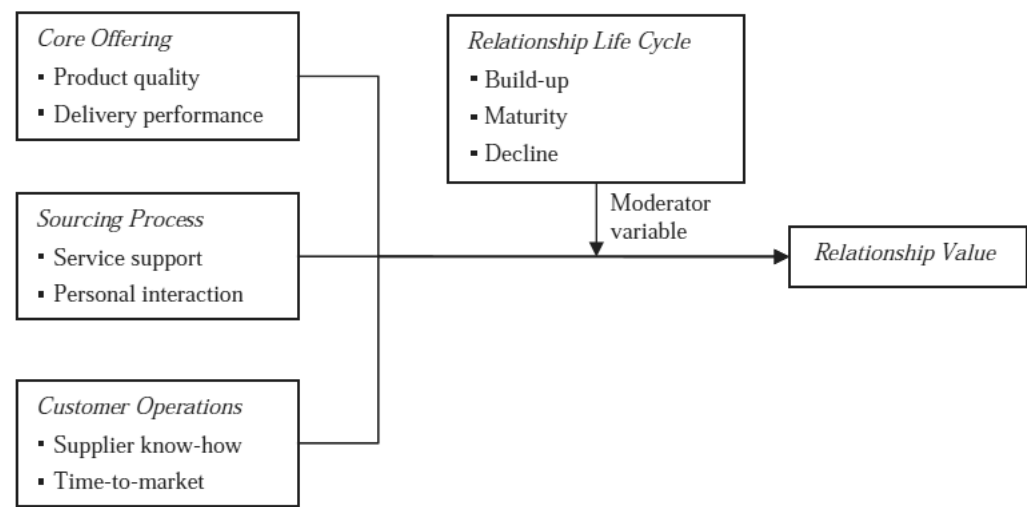 Core Offering
▪ Product quality
▪ Delivery performance
Relationship Life Cycle
▪ Build-up
▪ Maturity
▪ Decline
Moderator
variable
Sourcing Process
▪ Service support
▪ Personal interaction
Relationship Value
Customer Operations
▪ Supplier know-how
▪ Time-to-market